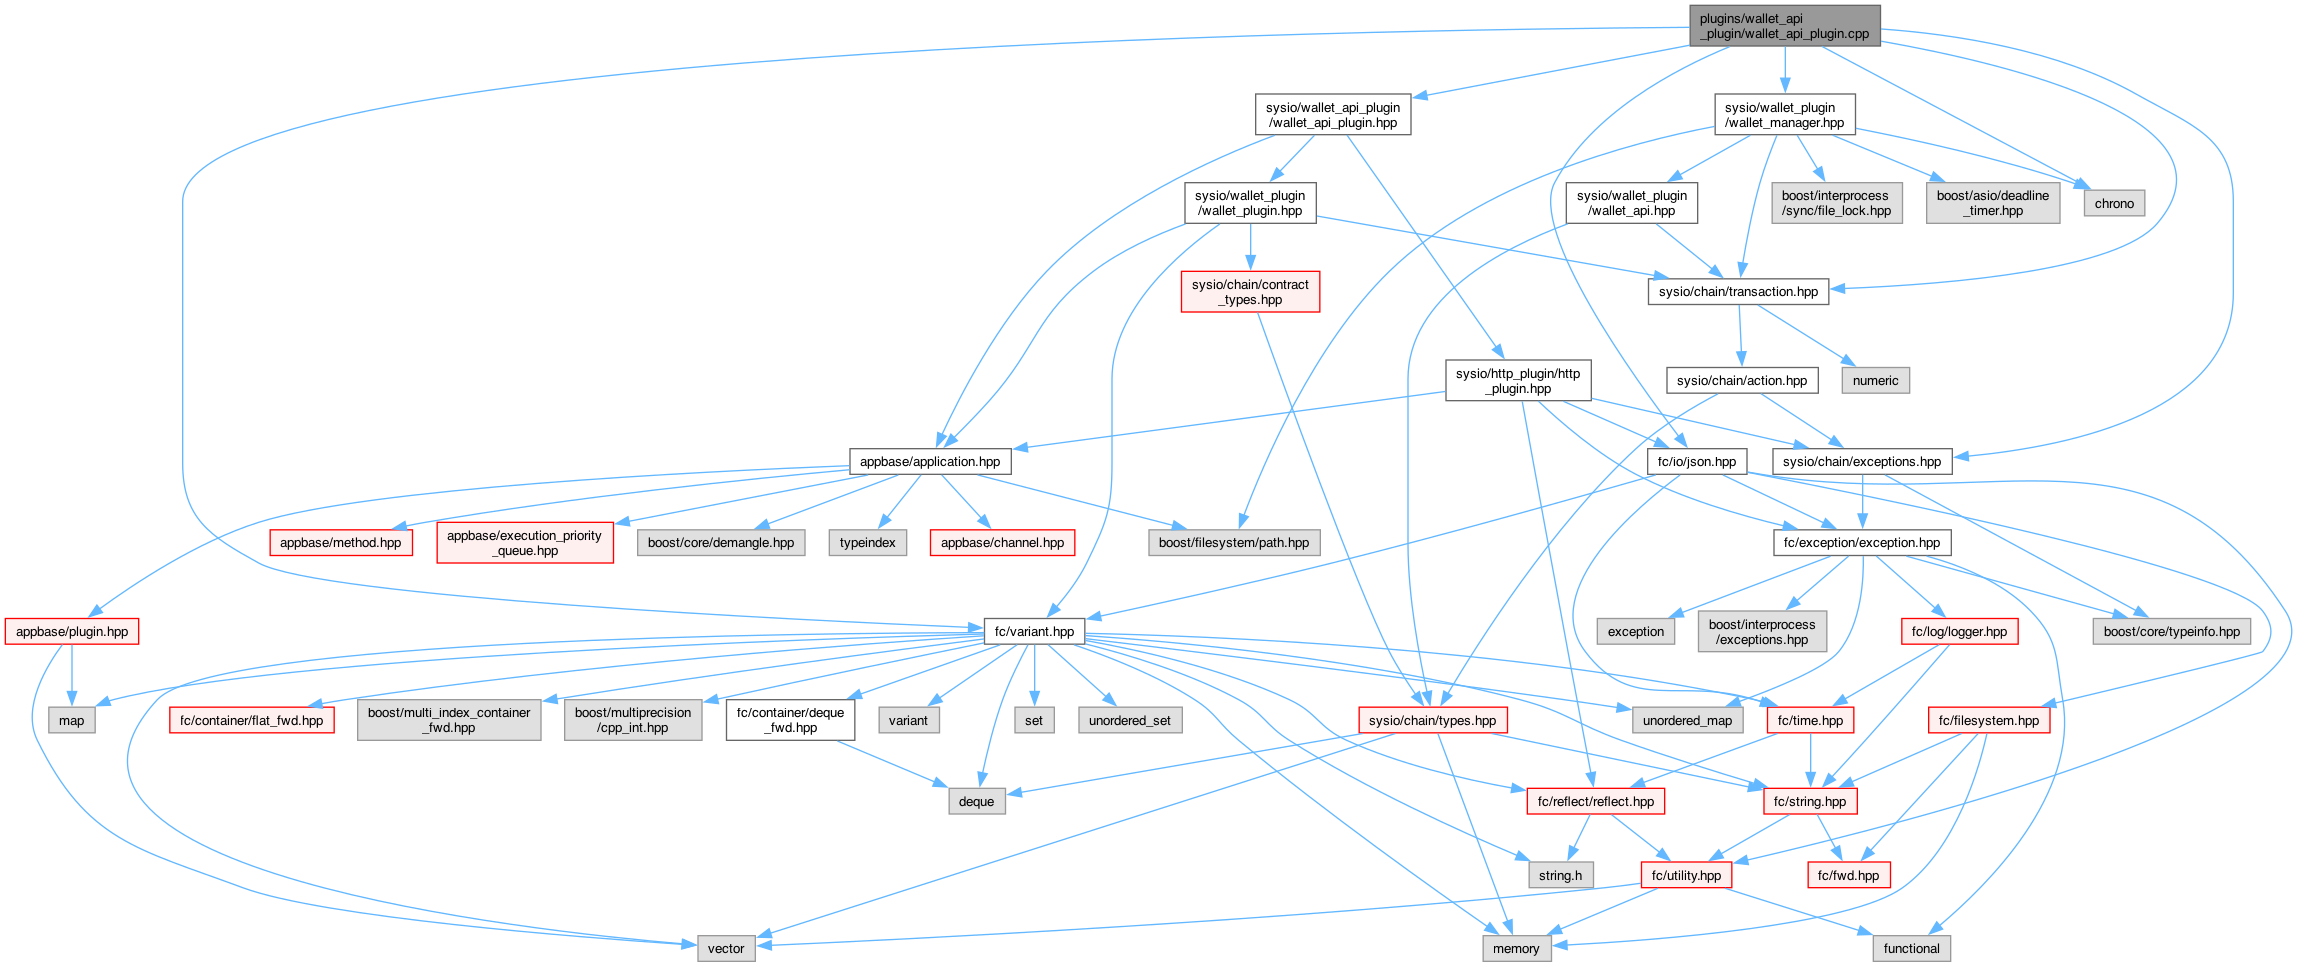 plugins/wallet_api
_plugin/wallet_api_plugin.cpp
sysio/wallet_api_plugin
/wallet_api_plugin.hpp
sysio/wallet_plugin
/wallet_manager.hpp
sysio/wallet_plugin
/wallet_plugin.hpp
sysio/wallet_plugin
/wallet_api.hpp
boost/interprocess
/sync/file_lock.hpp
boost/asio/deadline
_timer.hpp
chrono
sysio/chain/contract
_types.hpp
sysio/chain/transaction.hpp
sysio/http_plugin/http
_plugin.hpp
sysio/chain/action.hpp
numeric
appbase/application.hpp
fc/io/json.hpp
sysio/chain/exceptions.hpp
appbase/method.hpp
appbase/execution_priority
_queue.hpp
boost/core/demangle.hpp
typeindex
appbase/channel.hpp
boost/filesystem/path.hpp
fc/exception/exception.hpp
appbase/plugin.hpp
fc/variant.hpp
exception
boost/interprocess
/exceptions.hpp
fc/log/logger.hpp
boost/core/typeinfo.hpp
map
fc/container/flat_fwd.hpp
boost/multi_index_container
_fwd.hpp
boost/multiprecision
/cpp_int.hpp
fc/container/deque
_fwd.hpp
variant
set
unordered_set
sysio/chain/types.hpp
unordered_map
fc/time.hpp
fc/filesystem.hpp
deque
fc/reflect/reflect.hpp
fc/string.hpp
string.h
fc/utility.hpp
fc/fwd.hpp
vector
memory
functional